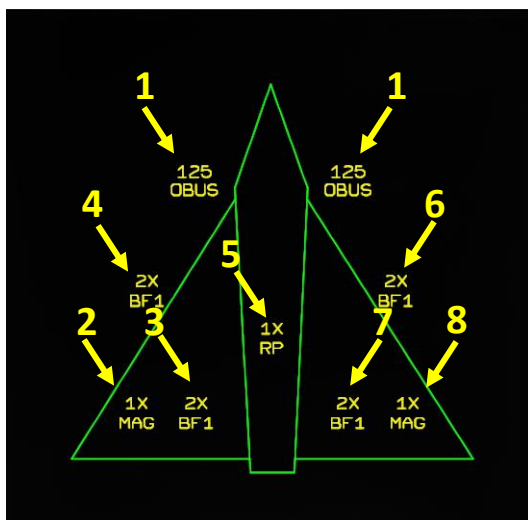 1 1
125 125
OBUS OBUS
4 6
5
2X 2X
BF1 BF1
2 3 7 8
1X
RP
1X 2X 2X 1X
MAG BF1 BF1 MAG